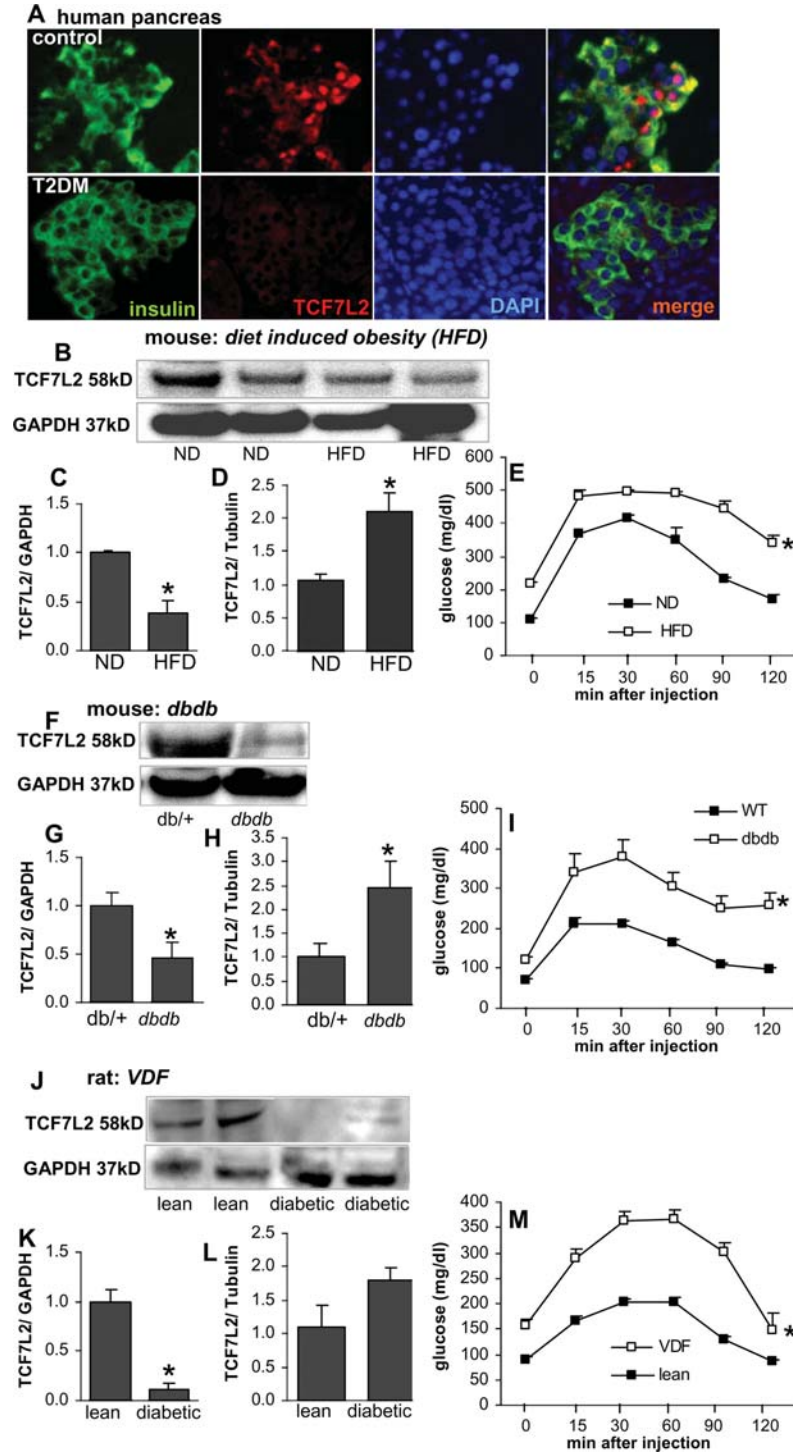 A human pancreas
control
T2DM
insulin
TCF7L2
DAPI
merge
mouse: diet induced obesity (HFD)
B
TCF7L2 58kD
GAPDH 37kD
ND ND HFD HFD
C
TCF7L2/ GAPDH
1.5
1.0
0.5
0.0
*
ND HFD
D
TCF7L2/ Tubulin
2.5
2.0
1.5
1.0
0.5
0.0
*
ND HFD
E
glucose (mg/dl)
600
500
400
300
200
100
0
*
ND
HFD
0 15 30 60 90 120
min after injection
F mouse: dbdb
TCF7L2 58kD
GAPDH 37kD
db/+ dbdb
G
TCF7L2/ GAPDH
1.5
1.0
0.5
0.0
*
db/+ dbdb
H
TCF7L2/ Tubulin
3.5
3.0
2.5
2.0
1.5
1.0
0.5
0.0
*
db/+ dbdb
I
glucose (mg/dl)
500
400
300
200
100
0
WT
dbdb
*
0 15 30 60 90 120
min after injection
J rat: VDF
TCF7L2 58kD
GAPDH 37kD
lean lean diabetic diabetic
K
TCF7L2/ GAPDH
1.5
1.0
0.5
0.0
*
lean diabetic
L
TCF7L2/ Tubulin
2.5
2.0
1.5
1.0
0.5
0.0
lean diabetic
M
glucose (mg/dl)
400
350
300
250
200
150
100
50
0
*
VDF
lean
0 15 30 60 90 120
min after injection